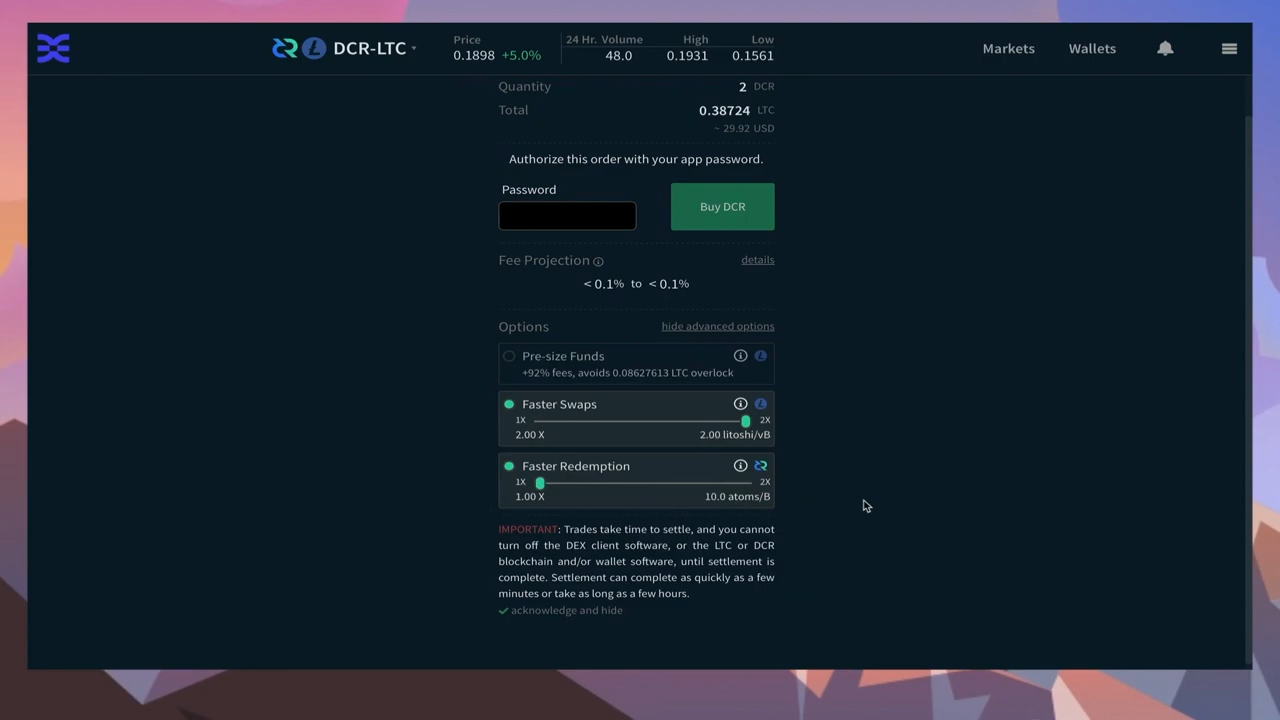 DCR-LTC
Price
0.1898 +5.0%
24 Hr. Volume
48.0
High
0.1931
Low
0.1561
Markets
Wallets
Quantity 2 DCR
Total 0.38724 LTC
~ 29.92 USD
Authorize this order with your app password.
Password
Buy DCR
Fee Projection details
< 0.1% to < 0.1%
Options hide advanced options
Pre-size Funds
+92% fees, avoids 0.08627613 LTC overlock
Faster Swaps
1X 2X
2.00 X 2.00 litoshi/vB
Faster Redemption
1X 2X
1.00 X 10.0 atoms/B
IMPORTANT: Trades take time to settle, and you cannot
turn off the DEX client software, or the LTC or DCR
blockchain and/or wallet software, until settlement is
complete. Settlement can complete as quickly as a few
minutes or take as long as a few hours.
acknowledge and hide